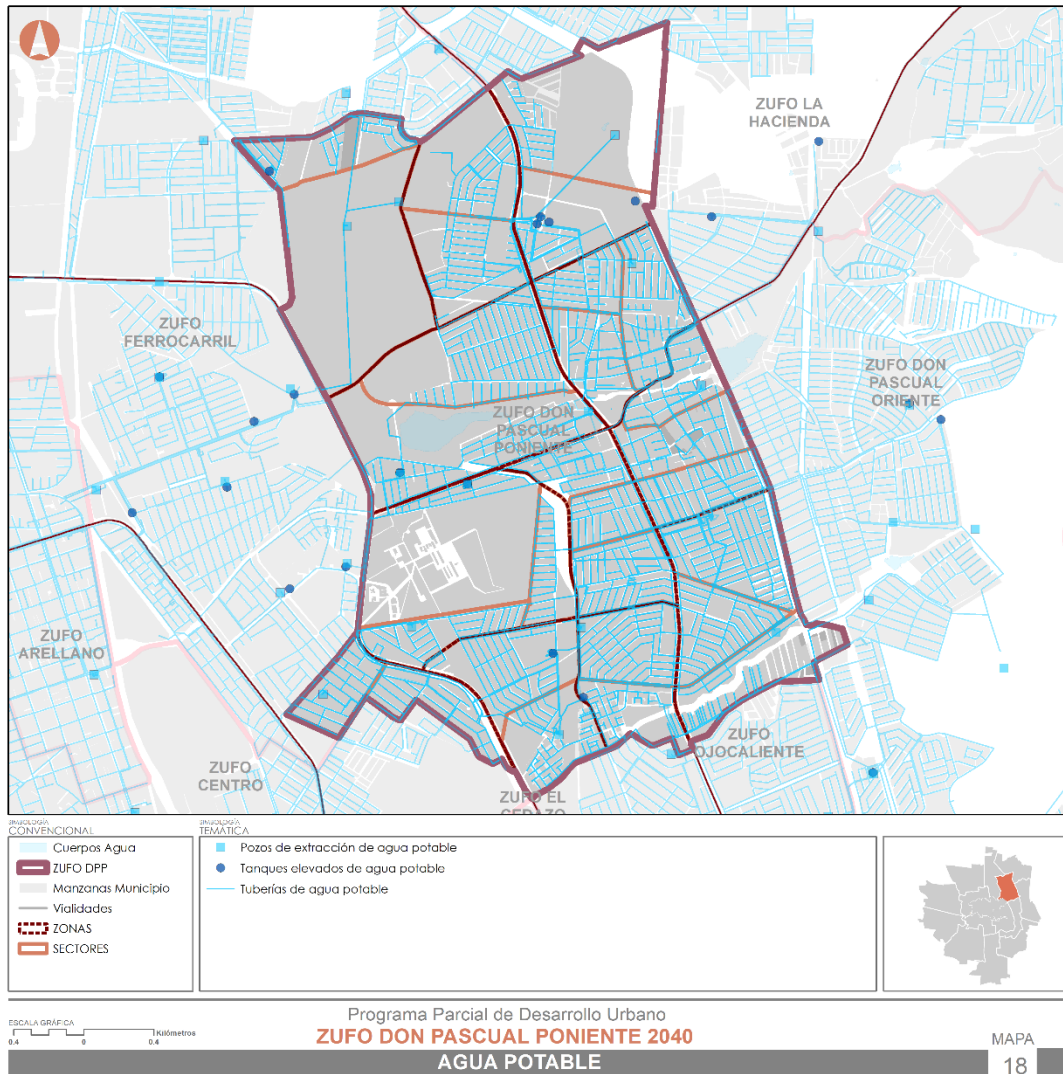 ZUFO LA
HACIENDA
ZUFO
FERROCARRIL
ZUFO DON
PASCUAL
ORIENTE
ZUFO DON
PASCUAL
PONIENTE
ZUFO
ARELLANO
ZUFO
CENTRO
ZUFO
OJOCALIENTE
ZUFO EL
CEDAZO
SIMBOLOGÍA
CONVENCIONAL
Cuerpos Agua
ZUFO DPP
Manzanas Municipio
Vialidades
ZONAS
SECTORES
SIMBOLOGÍA
TEMÁTICA
Pozos de extracción de agua potable
Tanques elevados de agua potable
Tuberías de agua potable
ESCALA GRÁFICA
0.4 0 0.4 Kilómetros
Programa Parcial de Desarrollo Urbano
ZUFO DON PASCUAL PONIENTE 2040
AGUA POTABLE
MAPA
18